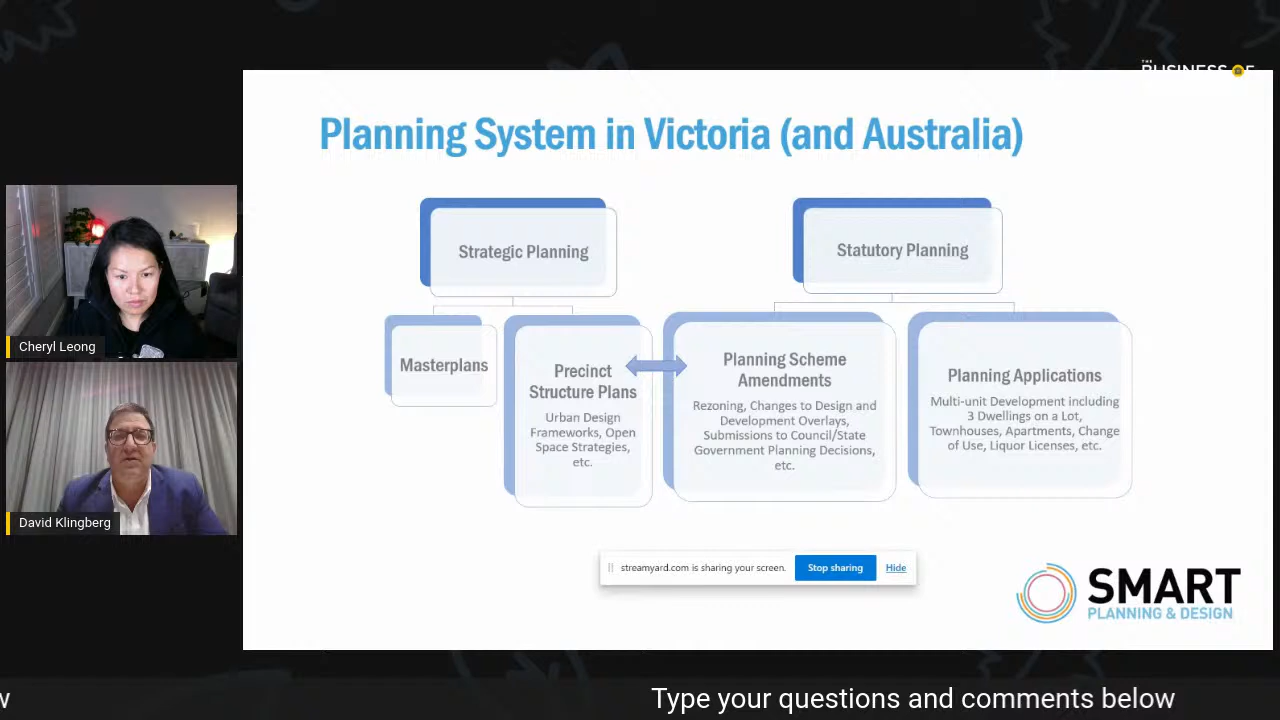 THE
BUSINESS OF
Planning System in Victoria (and Australia)
Strategic Planning
Statutory Planning
Masterplans
Precinct
Structure Plans
Urban Design
Frameworks, Open
Space Strategies,
etc.
Planning Scheme
Amendments
Rezoning, Changes to Design and
Development Overlays,
Submissions to Council/State
Government Planning Decisions,
etc.
Planning Applications
Multi-unit Development including
3 Dwellings on a Lot,
Townhouses, Apartments, Change
of Use, Liquor Licenses, etc.
Cheryl Leong
David Klingberg
streamyard.com is sharing your screen.
Stop sharing
Hide
SMART
PLANNING & DESIGN
w
Type your questions and comments below